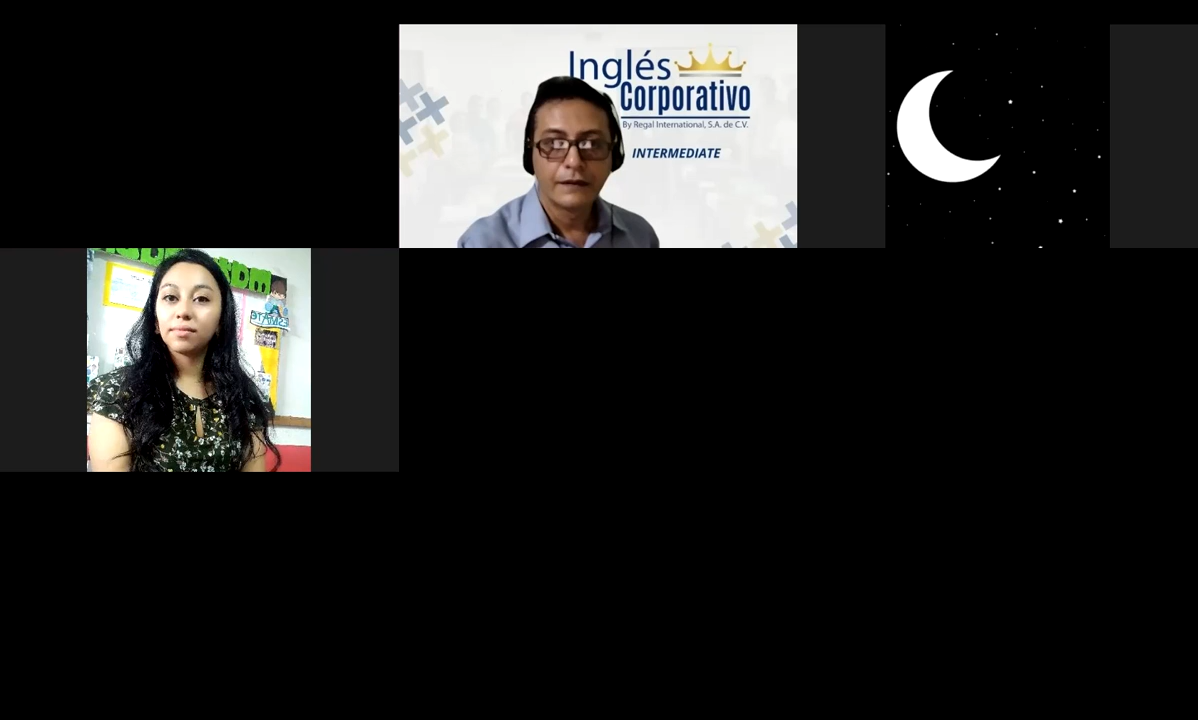 Inglés
Corporativo
By Regal International, S.A. de C.V.
INTERMEDIATE